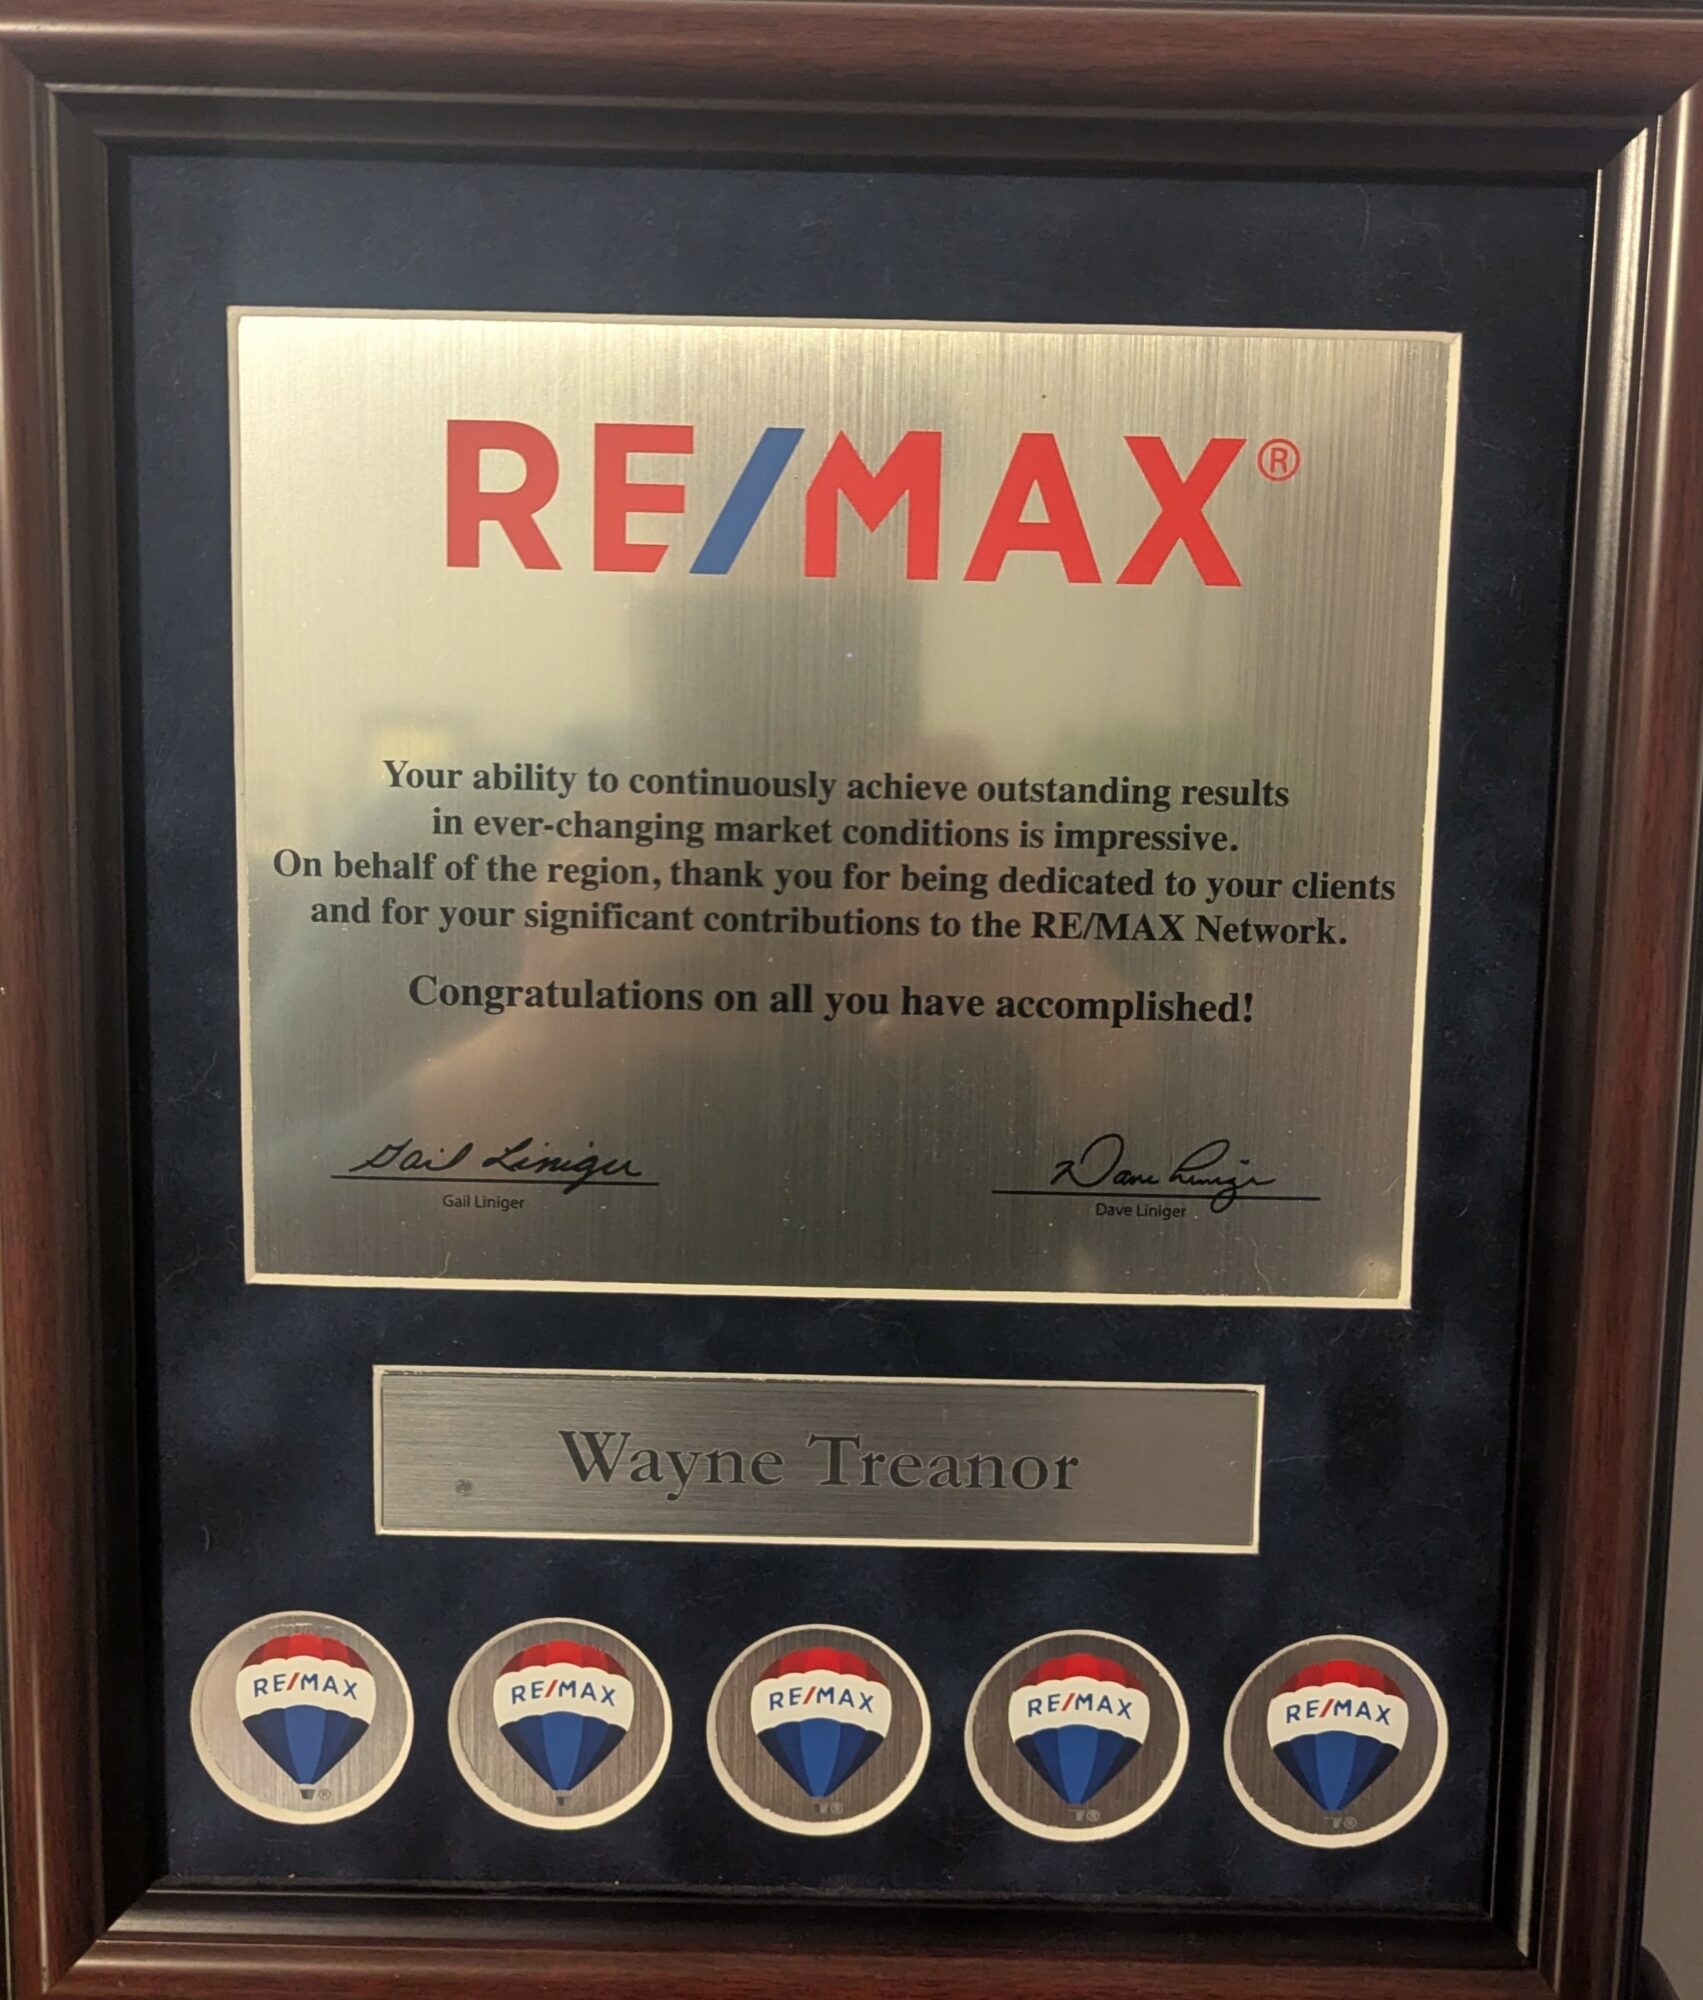 RE/MAX®
Your ability to continuously achieve outstanding results
in ever-changing market conditions is impressive.
On behalf of the region, thank you for being dedicated to your clients
and for your significant contributions to the RE/MAX Network.
Congratulations on all you have accomplished!
Gail Liniger Dave Liniger
Gail Liniger Dave Liniger
Wayne Treanor
RE/MAX RE/MAX RE/MAX RE/MAX RE/MAX
® ® ® ®